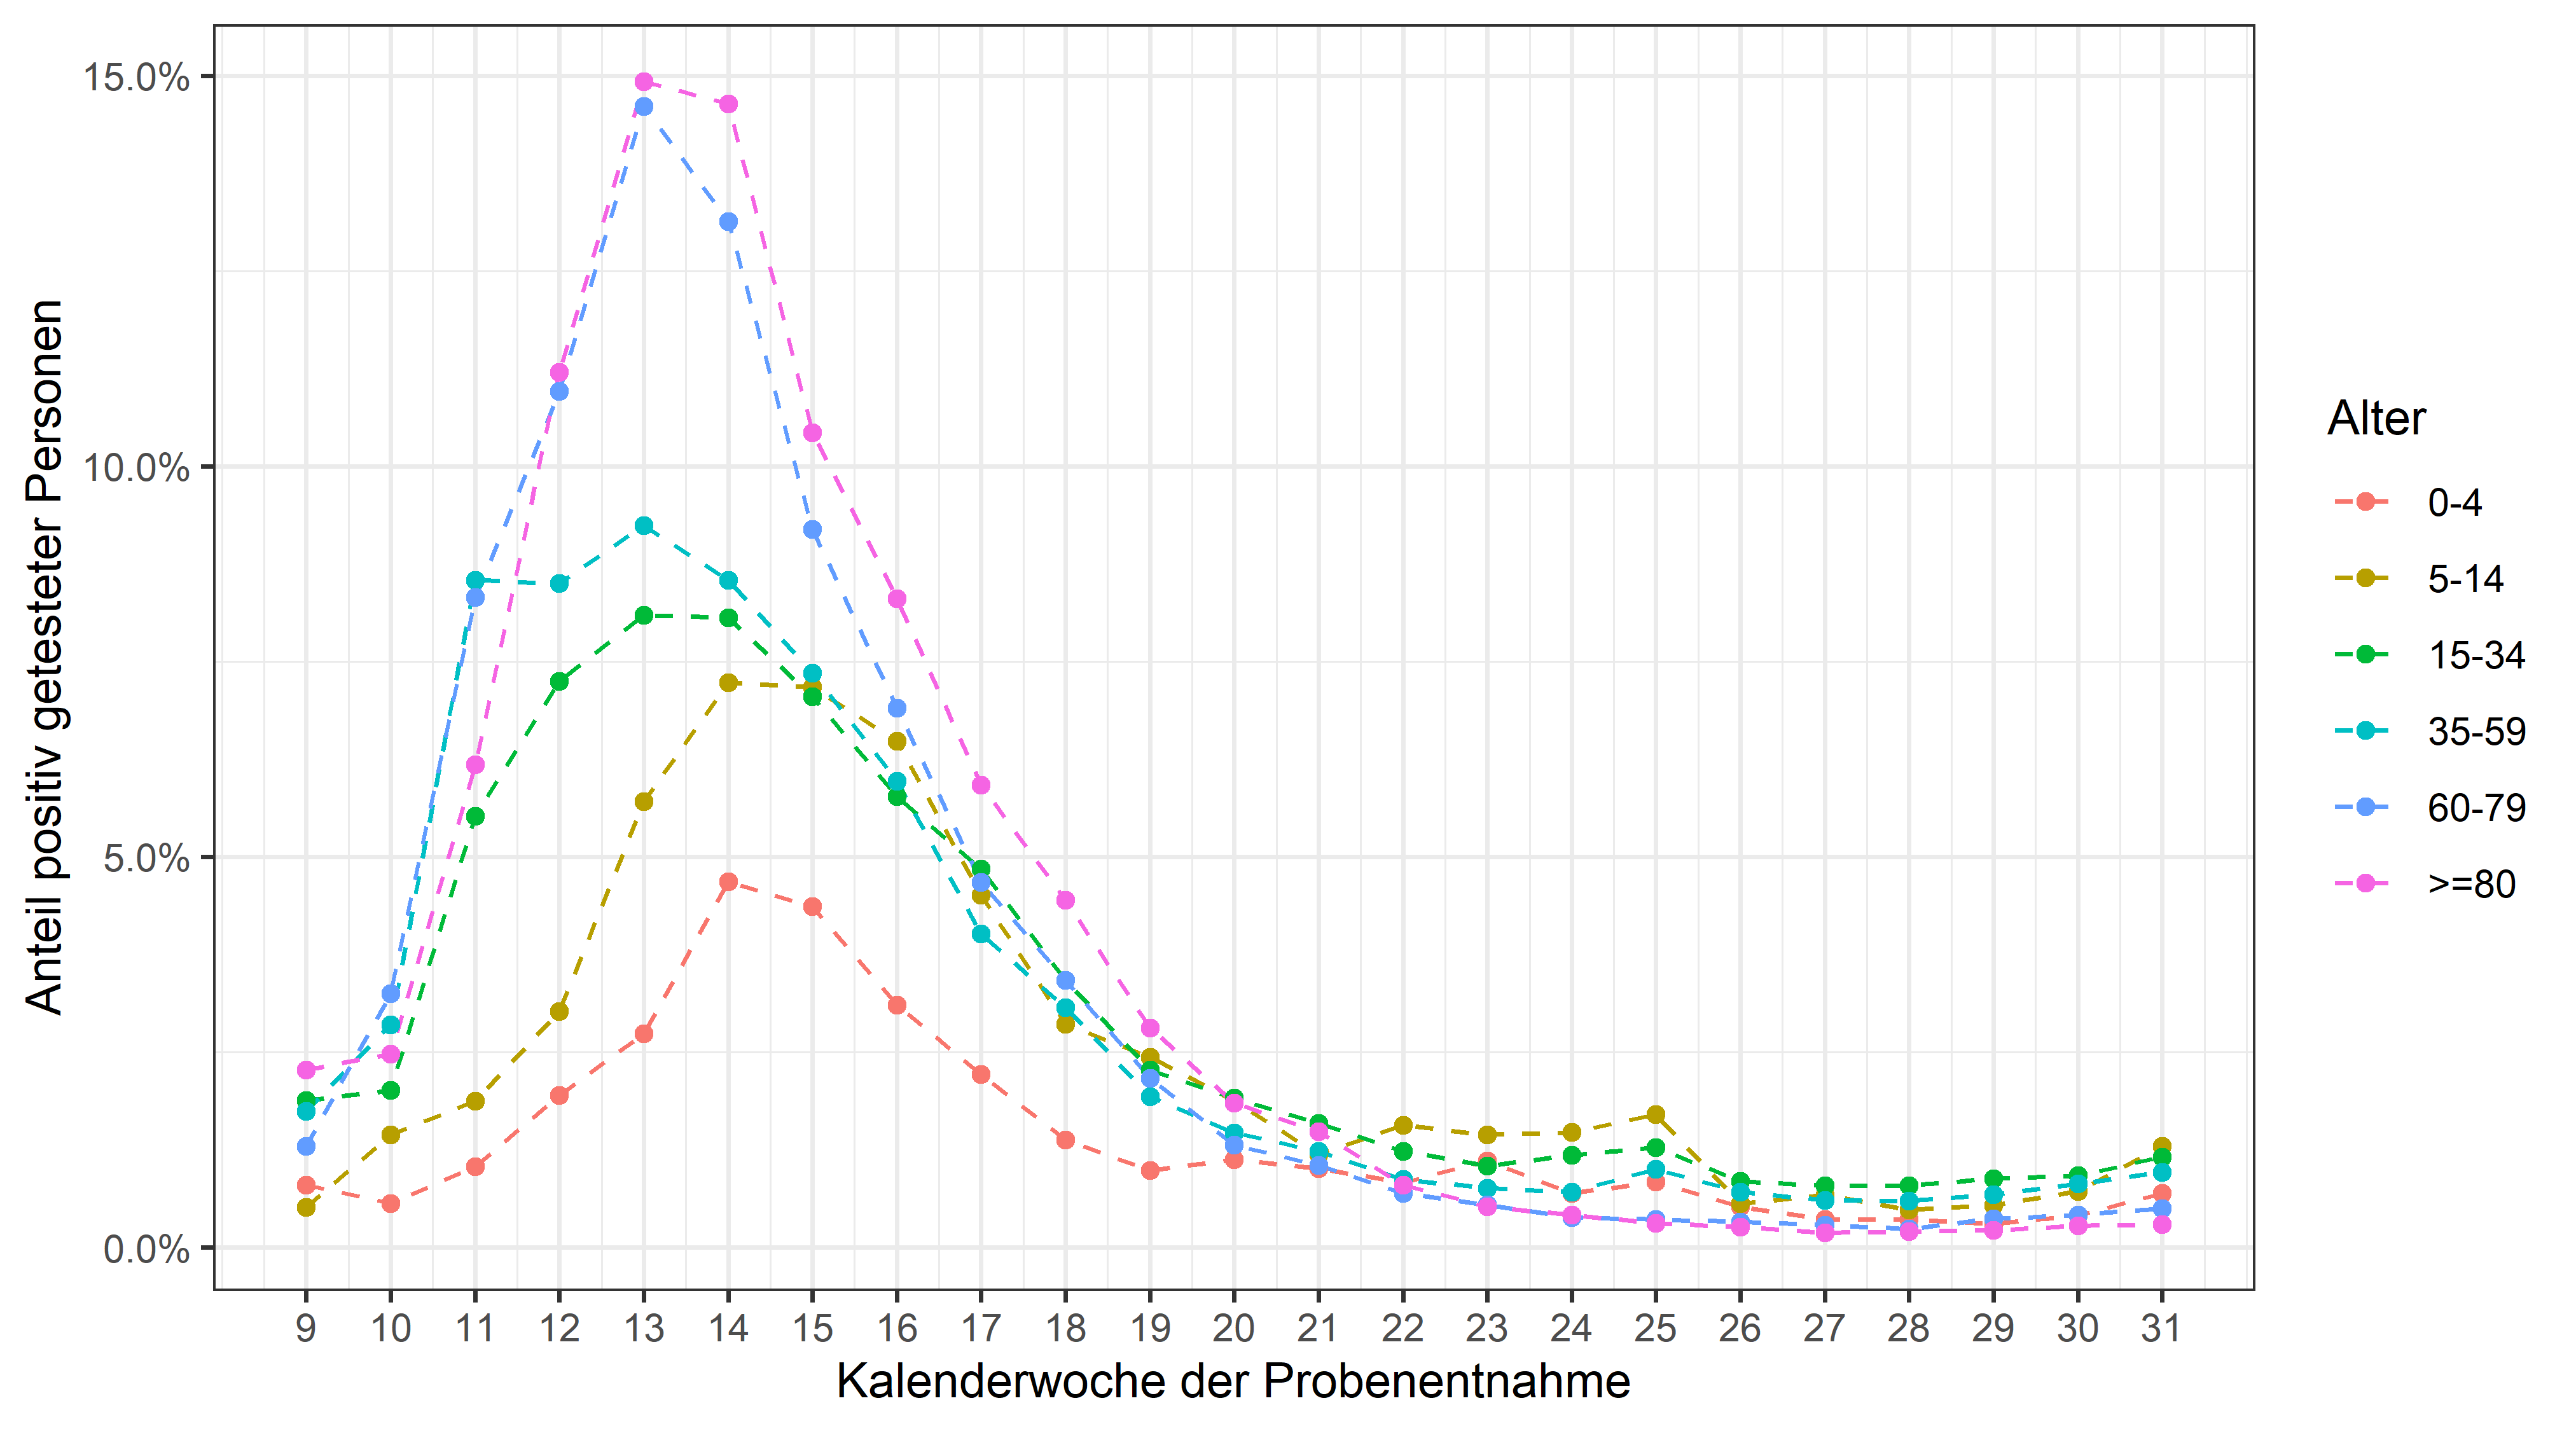 Anteil positiv getesteter Personen
15.0%
10.0%
5.0%
0.0%
9 10 11 12 13 14 15 16 17 18 19 20 21 22 23 24 25 26 27 28 29 30 31
Kalenderwoche der Probenentnahme
Alter
0-4
5-14
15-34
35-59
60-79
>=80